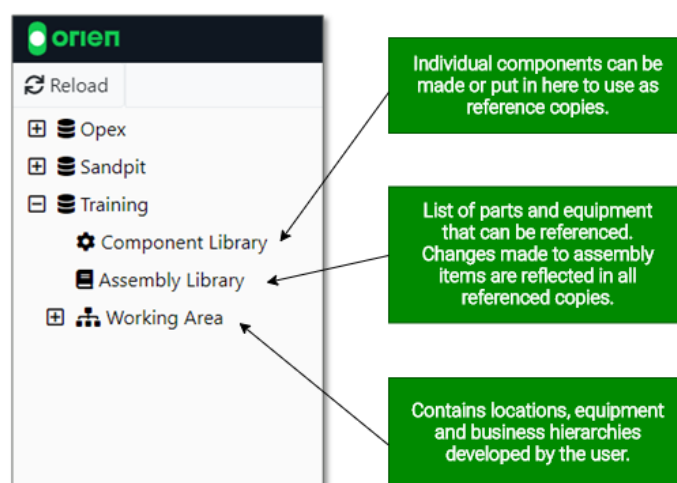 orien
Reload
Opex
Sandpit
Training
Component Library
Assembly Library
Working Area
Individual components can be
made or put in here to use as
reference copies.
List of parts and equipment
that can be referenced.
Changes made to assembly
items are reflected in all
referenced copies.
Contains locations, equipment
and business hierarchies
developed by the user.